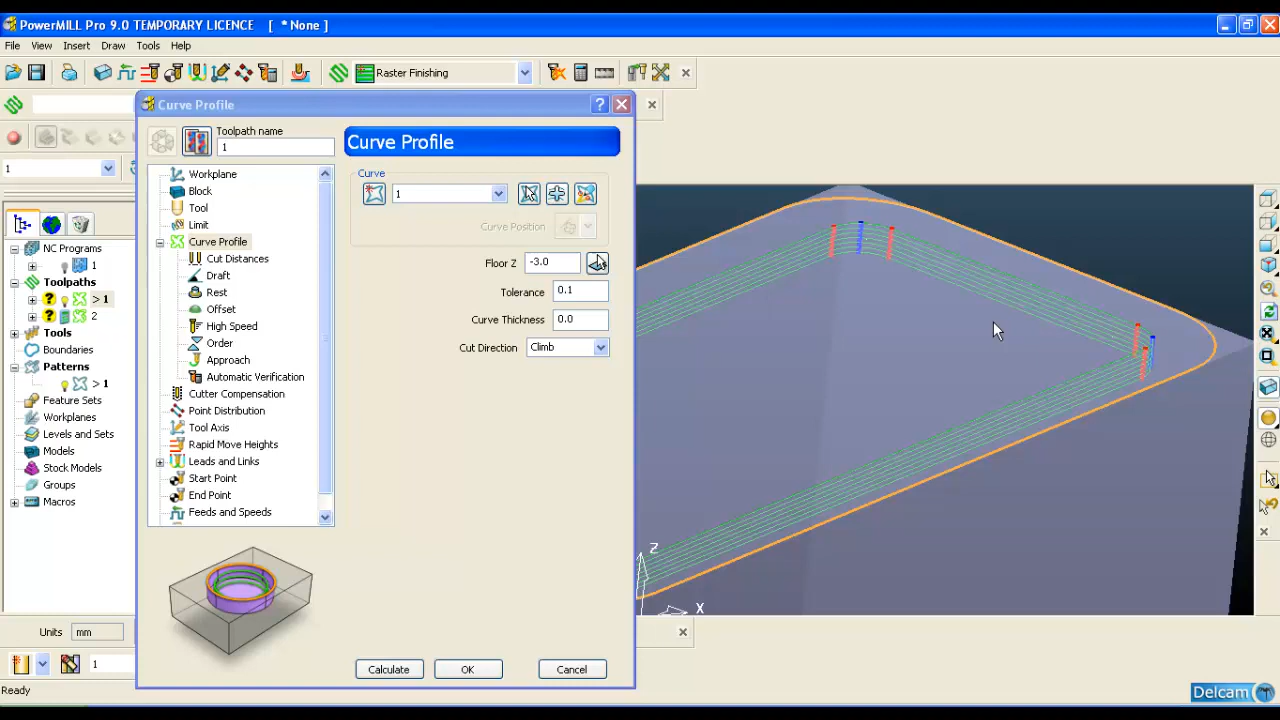 PowerMILL Pro 9.0 TEMPORARY LICENCE [ * None ]
File View Insert Draw Tools Help
Raster Finishing
Curve Profile
Toolpath name
1
Curve Profile
Workplane
Block
Tool
Limit
Curve Profile
Cut Distances
Draft
Rest
Offset
High Speed
Order
Approach
Automatic Verification
Cutter Compensation
Point Distribution
Tool Axis
Rapid Move Heights
Leads and Links
Start Point
End Point
Feeds and Speeds
Curve
1
Curve Position
Floor Z -3.0
Tolerance 0.1
Curve Thickness 0.0
Cut Direction Climb
Calculate OK Cancel
1
NC Programs
1
Toolpaths
> 1
2
Tools
Boundaries
Patterns
> 1
Feature Sets
Workplanes
Levels and Sets
Models
Stock Models
Groups
Macros
Z
X
Units mm
1
Ready
Delcam